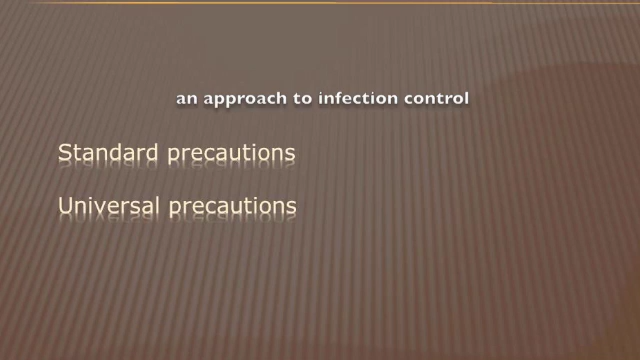 an approach to infection control
Standard precautions
Universal precautions